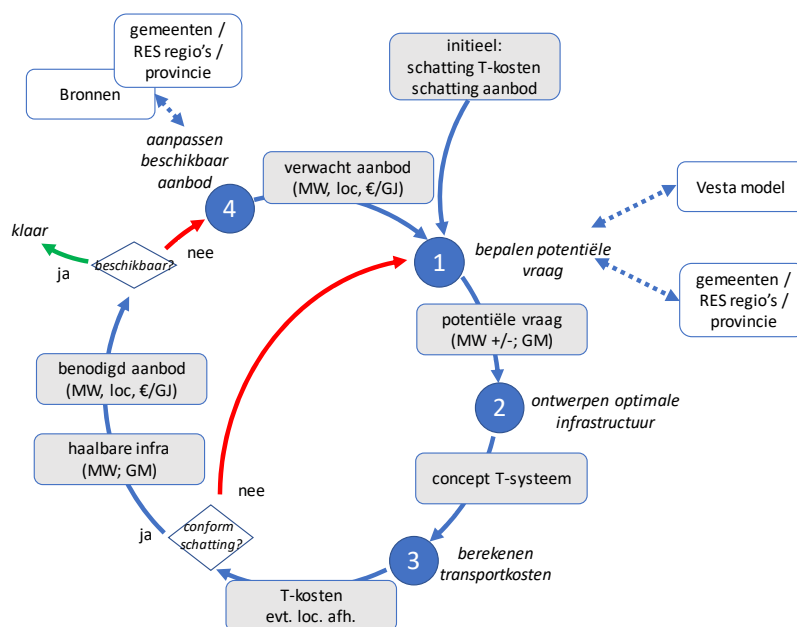 gemeenten /
RES regio's /
provincie
Bronnen
initieel:
schatting T-kosten
schatting aanbod
aanpassen
beschikbaar
aanbod
verwacht aanbod
(MW, loc, €/GJ)
Vesta model
4
klaar
ja
beschikbaar?
nee
1
bepalen potentiële
vraag
gemeenten /
RES regio's /
provincie
potentiële vraag
(MW +/-; GM)
benodigd aanbod
(MW, loc, €/GJ)
2
ontwerpen optimale
infrastructuur
haalbare infra
(MW; GM)
concept T-systeem
nee
ja
conform
schatting?
3
berekenen
transportkosten
T-kosten
evt. loc. afh.